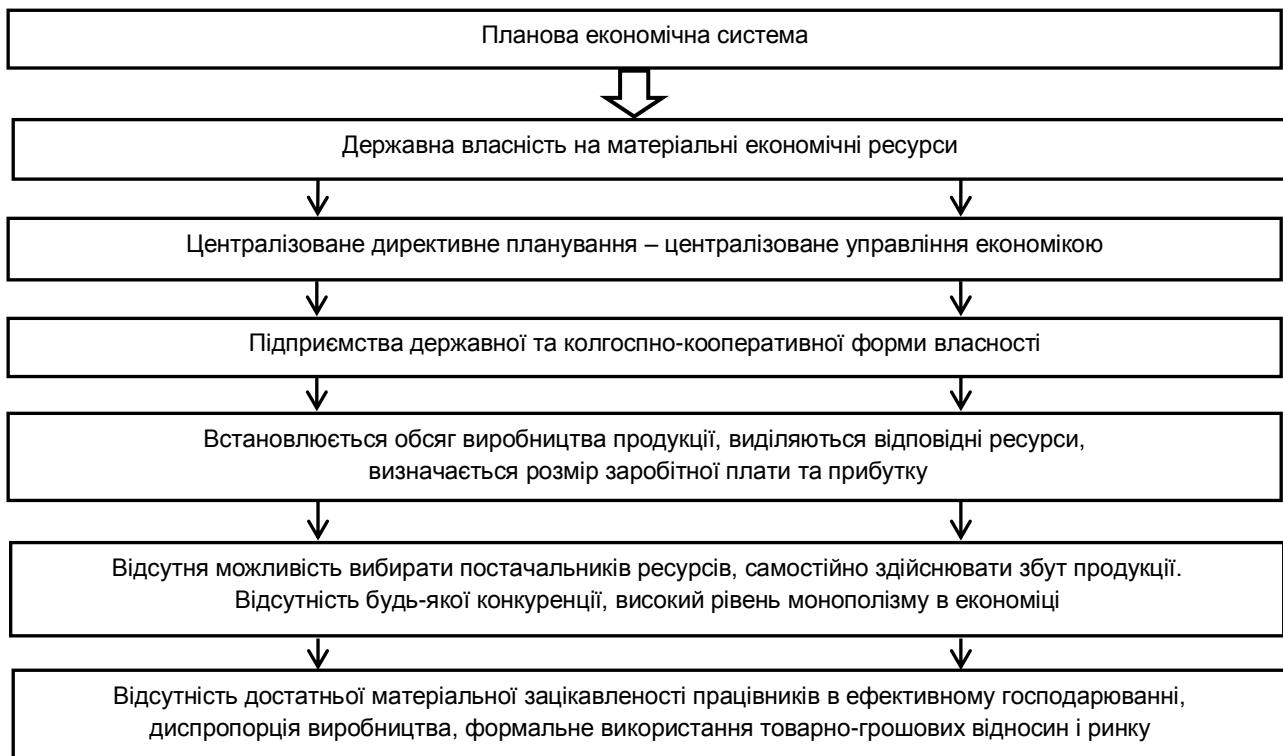 Планова економічна система
Державна власність на матеріальні економічні ресурси
Централізоване директивне планування – централізоване управління економікою
Підприємства державної та колгоспно-кооперативної форми власності
Встановлюється обсяг виробництва продукції, виділяються відповідні ресурси,
визначається розмір заробітної плати та прибутку
Відсутня можливість вибирати постачальників ресурсів, самостійно здійснювати збут продукції.
Відсутність будь-якої конкуренції, високий рівень монополізму в економіці
Відсутність достатньої матеріальної зацікавленості працівників в ефективному господарюванні,
диспропорція виробництва, формальне використання товарно-грошових відносин і ринку